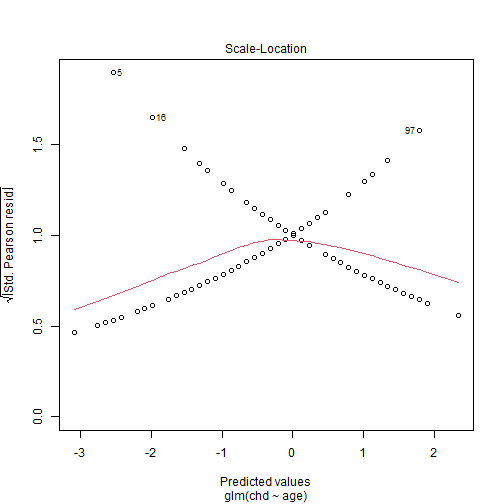 Scale-Location
√|Std. Pearson resid|
0.0 0.5 1.0 1.5
5
16
97
-3 -2 -1 0 1 2
Predicted values
glm(chd ~ age)